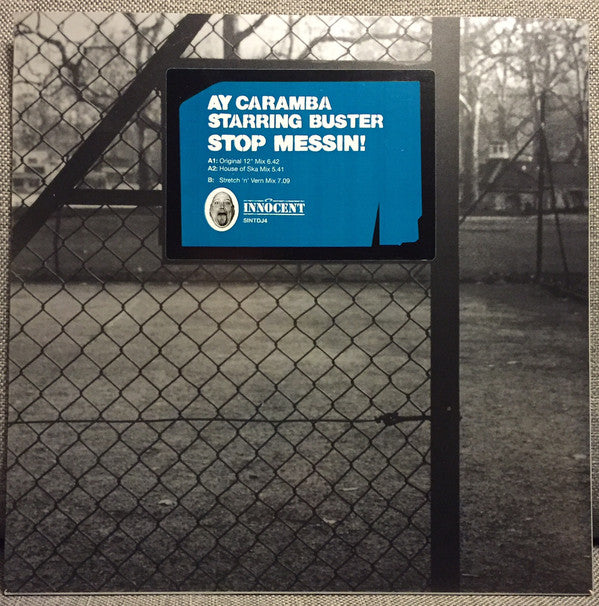 AY CARAMBA
STARRING BUSTER
STOP MESSIN!
A1: Original 12" Mix 6.42
A2: House of Ska Mix 5.41
B: Stretch 'n' Vern Mix 7.09
INNOCENT
SINTDJ4